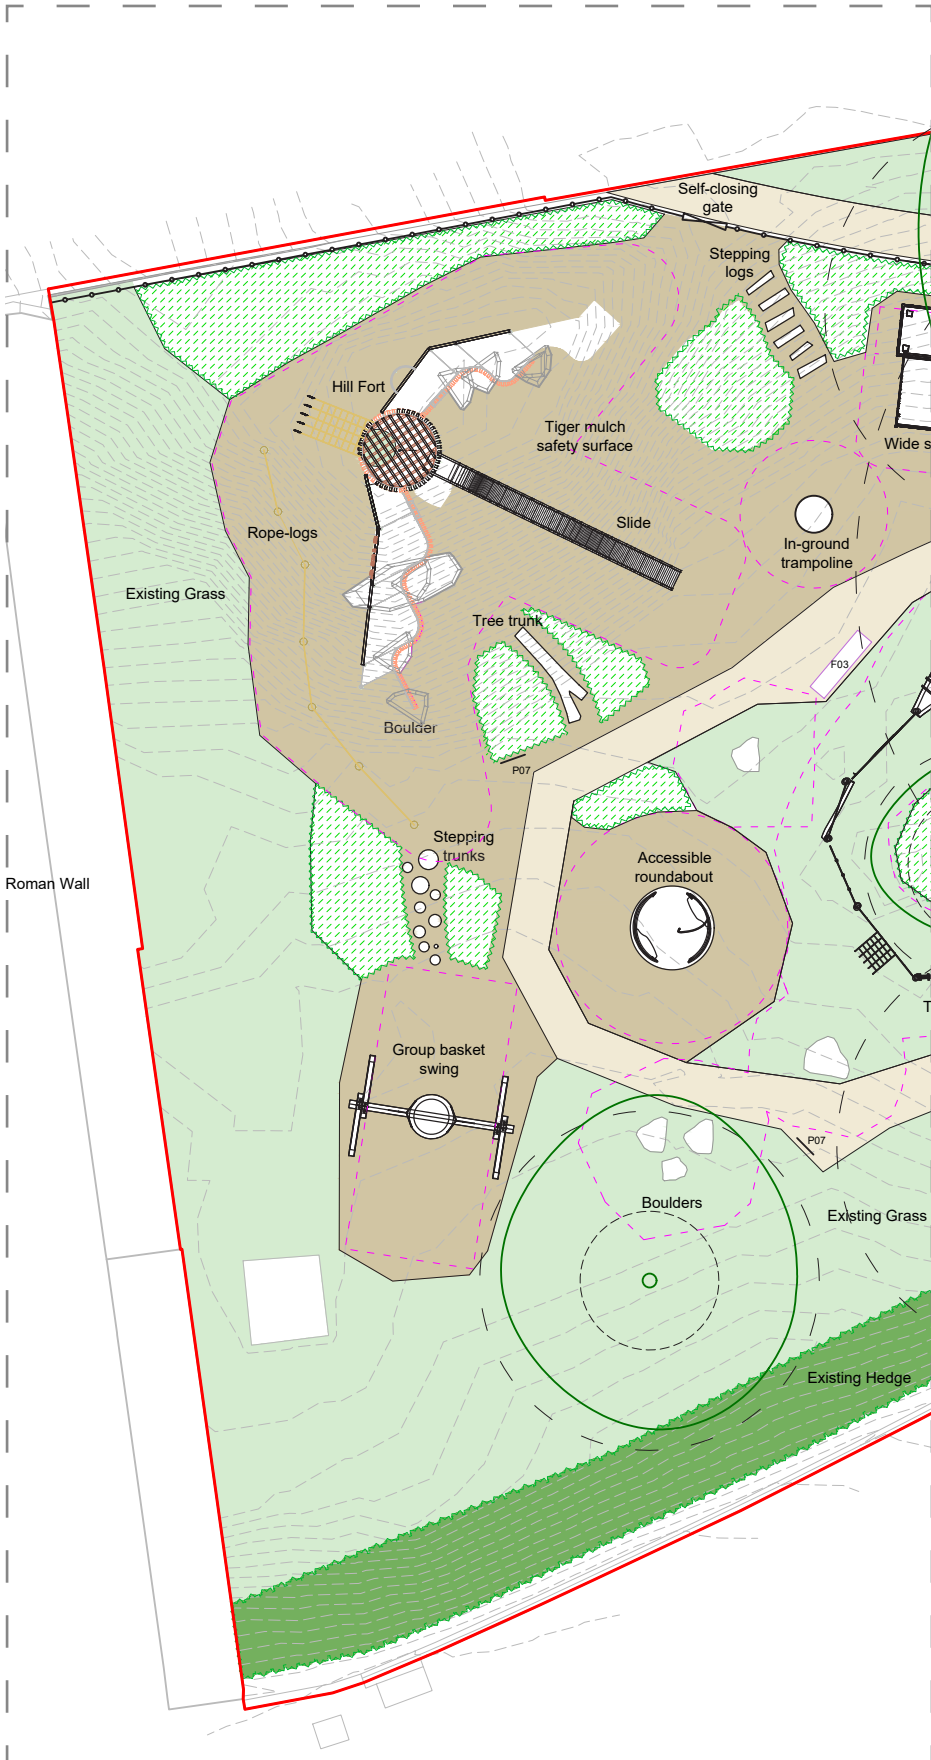 Self-closing
gate
Stepping
logs
Hill Fort
Tiger mulch
safety surface
Wide s
Slide
Rope-logs
In-ground
trampoline
Existing Grass
Tree trunk
F03
Boulder
P07
Stepping
trunks
Accessible
roundabout
Roman Wall
T
Group basket
swing
P07
Boulders
Existing Grass
Existing Hedge